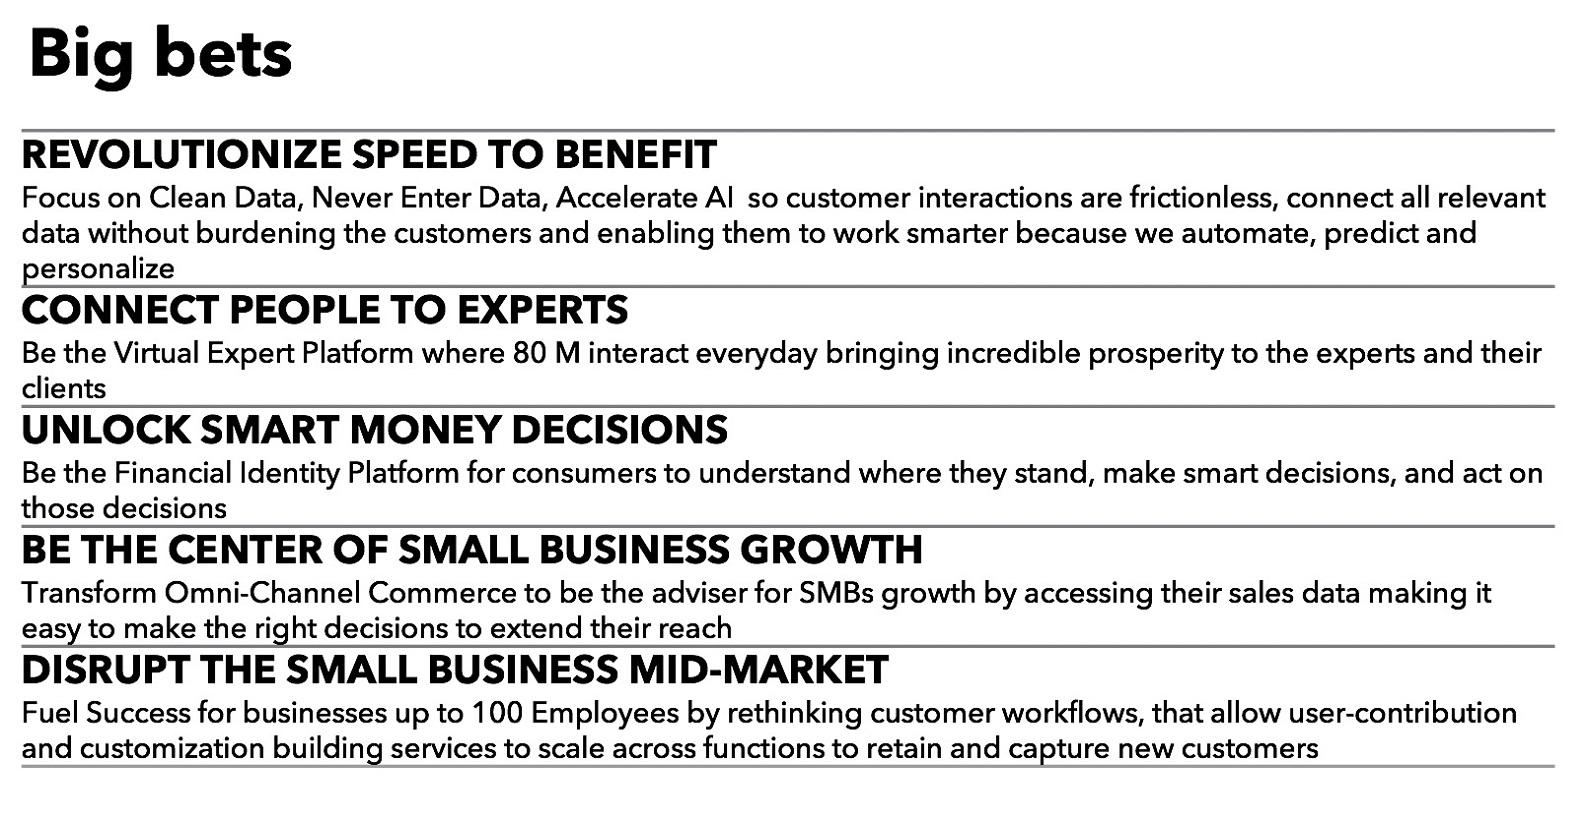 Big bets
REVOLUTIONIZE SPEED TO BENEFIT
Focus on Clean Data, Never Enter Data, Accelerate AI  so customer interactions are frictionless, connect all relevant
data without burdening the customers and enabling them to work smarter because we automate, predict and
personalize
CONNECT PEOPLE TO EXPERTS
Be the Virtual Expert Platform where 80 M interact everyday bringing incredible prosperity to the experts and their
clients
UNLOCK SMART MONEY DECISIONS
Be the Financial Identity Platform for consumers to understand where they stand, make smart decisions, and act on
those decisions
BE THE CENTER OF SMALL BUSINESS GROWTH
Transform Omni-Channel Commerce to be the adviser for SMBs growth by accessing their sales data making it
easy to make the right decisions to extend their reach
DISRUPT THE SMALL BUSINESS MID-MARKET
Fuel Success for businesses up to 100 Employees by rethinking customer workflows, that allow user-contribution
and customization building services to scale across functions to retain and capture new customers